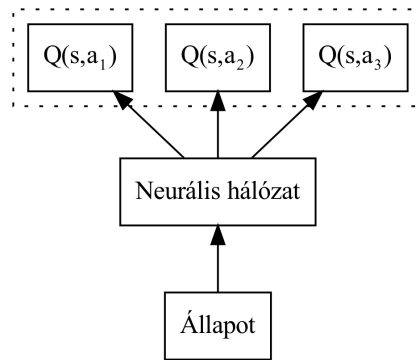 Q(s,a₁) Q(s,a₂) Q(s,a₃)
Neurális hálózat
Állapot